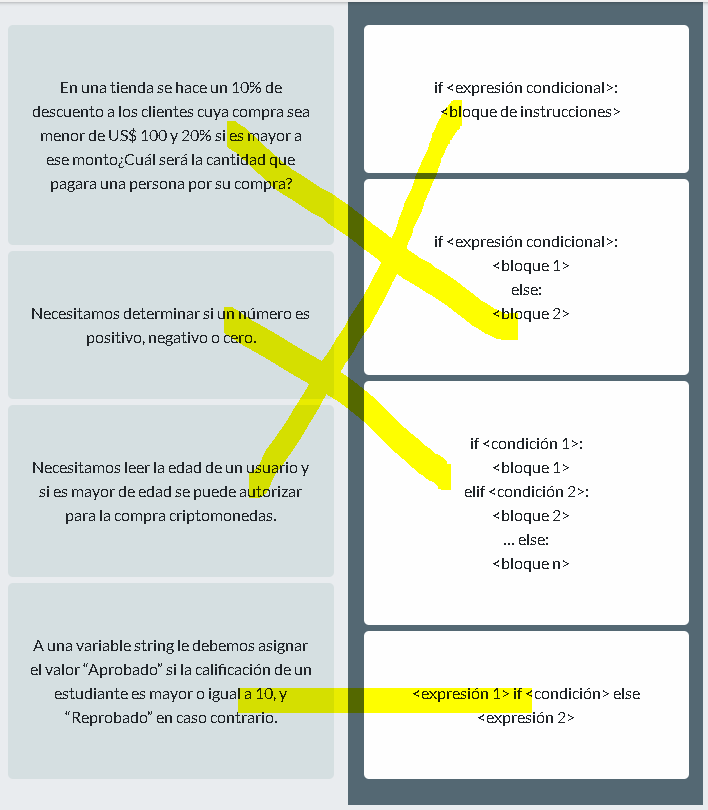 En una tienda se hace un 10% de
descuento a los clientes cuya compra sea
menor de US$ 100 y 20% si es mayor a
ese monto¿Cuál será la cantidad que
pagara una persona por su compra?
Necesitamos determinar si un número es
positivo, negativo o cero.
Necesitamos leer la edad de un usuario y
si es mayor de edad se puede autorizar
para la compra criptomonedas.
A una variable string le debemos asignar
el valor “Aprobado” si la calificación de un
estudiante es mayor o igual a 10, y
“Reprobado” en caso contrario.
if <expresión condicional>:
<bloque de instrucciones>
if <expresión condicional>:
<bloque 1>
else:
<bloque 2>
if <condición 1>:
<bloque 1>
elif <condición 2>:
<bloque 2>
... else:
<bloque n>
<expresión 1> if <condición> else
<expresión 2>